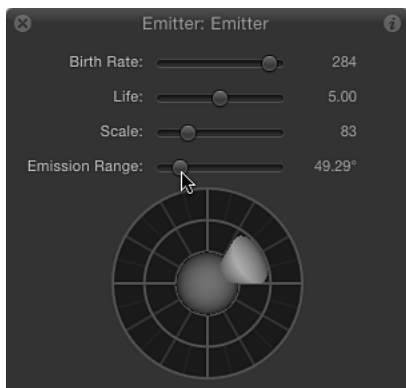 Emitter: Emitter
Birth Rate: 284
Life: 5.00
Scale: 83
Emission Range: 49.29°